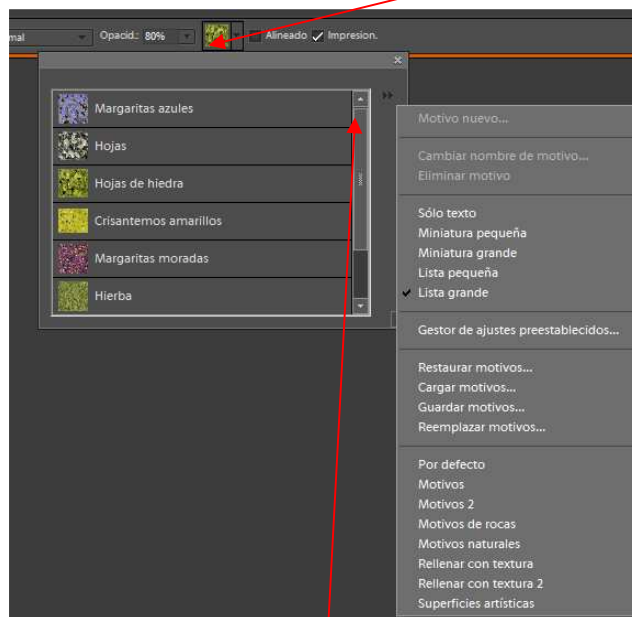 mal Opacid.: 80% Alineado Impresion.
Margaritas azules
Hojas
Hojas de hiedra
Crisantemos amarillos
Margaritas moradas
Hierba
Motivo nuevo...
Cambiar nombre de motivo...
Eliminar motivo
Sólo texto
Miniatura pequeña
Miniatura grande
Lista pequeña
Lista grande
Gestor de ajustes preestablecidos...
Restaurar motivos...
Cargar motivos...
Guardar motivos...
Reemplazar motivos...
Por defecto
Motivos
Motivos 2
Motivos de rocas
Motivos naturales
Rellenar con textura
Rellenar con textura 2
Superficies artísticas